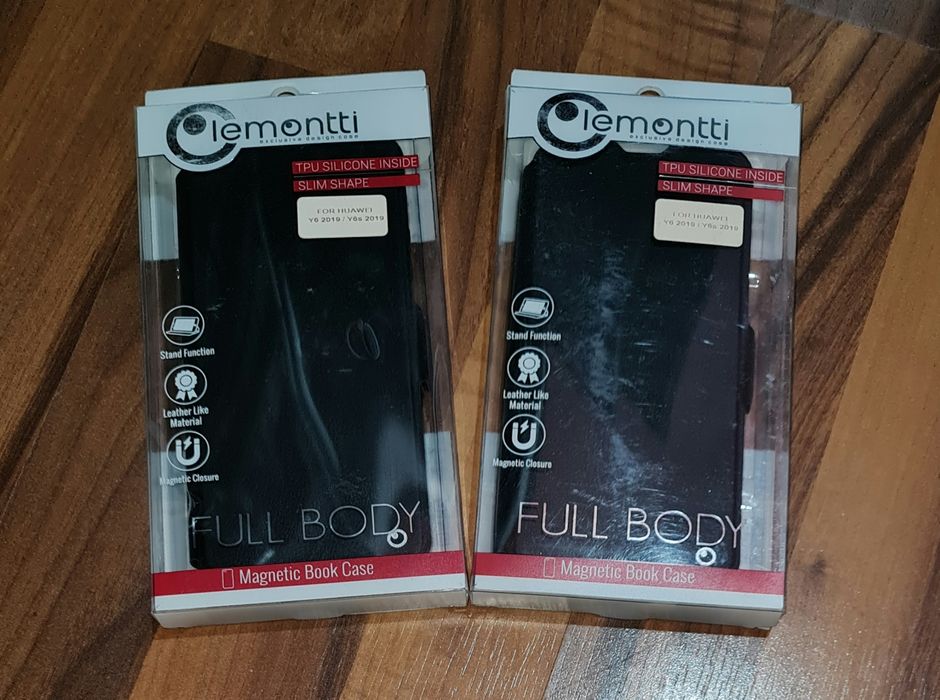 lemontti
exclusive design case
TPU SILICONE INSIDE
SLIM SHAPE
FOR HUAWEI
Y6 2019 / Y6s 2019
Stand Function
Leather Like
Material
Magnetic Closure
FULL BODY
Magnetic Book Case
lemontti
exclusive design case
TPU SILICONE INSIDE
SLIM SHAPE
FOR HUAWEI
Y6 2019 / Y6s 2019
Stand Function
Leather Like
Material
Magnetic Closure
FULL BODY
Magnetic Book Case